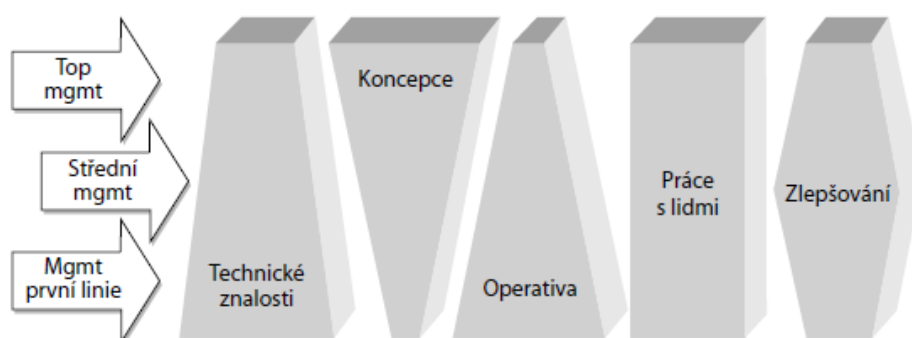 Top
mgmt
Střední
mgmt
Mgmt
první linie
Technické
znalosti
Koncepce
Operativa
Práce
s lidmi
Zlepšování